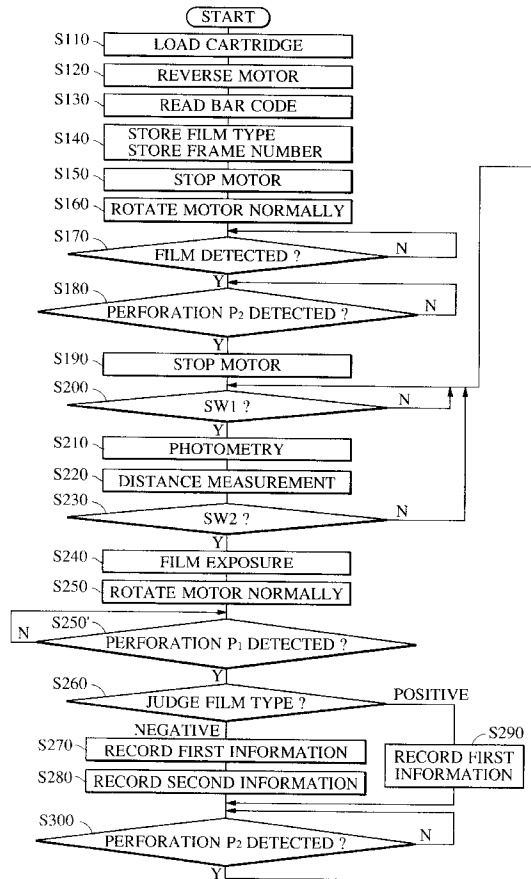 START
S110
LOAD CARTRIDGE
S120
REVERSE MOTOR
S130
READ BAR CODE
S140
STORE FILM TYPE
STORE FRAME NUMBER
S150
STOP MOTOR
S160
ROTATE MOTOR NORMALLY
S170
FILM DETECTED ?
N
Y
S180
PERFORATION P2 DETECTED ?
N
Y
S190
STOP MOTOR
S200
SW1 ?
N
Y
S210
PHOTOMETRY
S220
DISTANCE MEASUREMENT
S230
SW2 ?
N
Y
S240
FILM EXPOSURE
S250
ROTATE MOTOR NORMALLY
S250'
N
PERFORATION P1 DETECTED ?
Y
S260
JUDGE FILM TYPE ?
POSITIVE
NEGATIVE
S270
RECORD FIRST INFORMATION
S290
RECORD FIRST
INFORMATION
S280
RECORD SECOND INFORMATION
S300
PERFORATION P2 DETECTED ?
N
Y